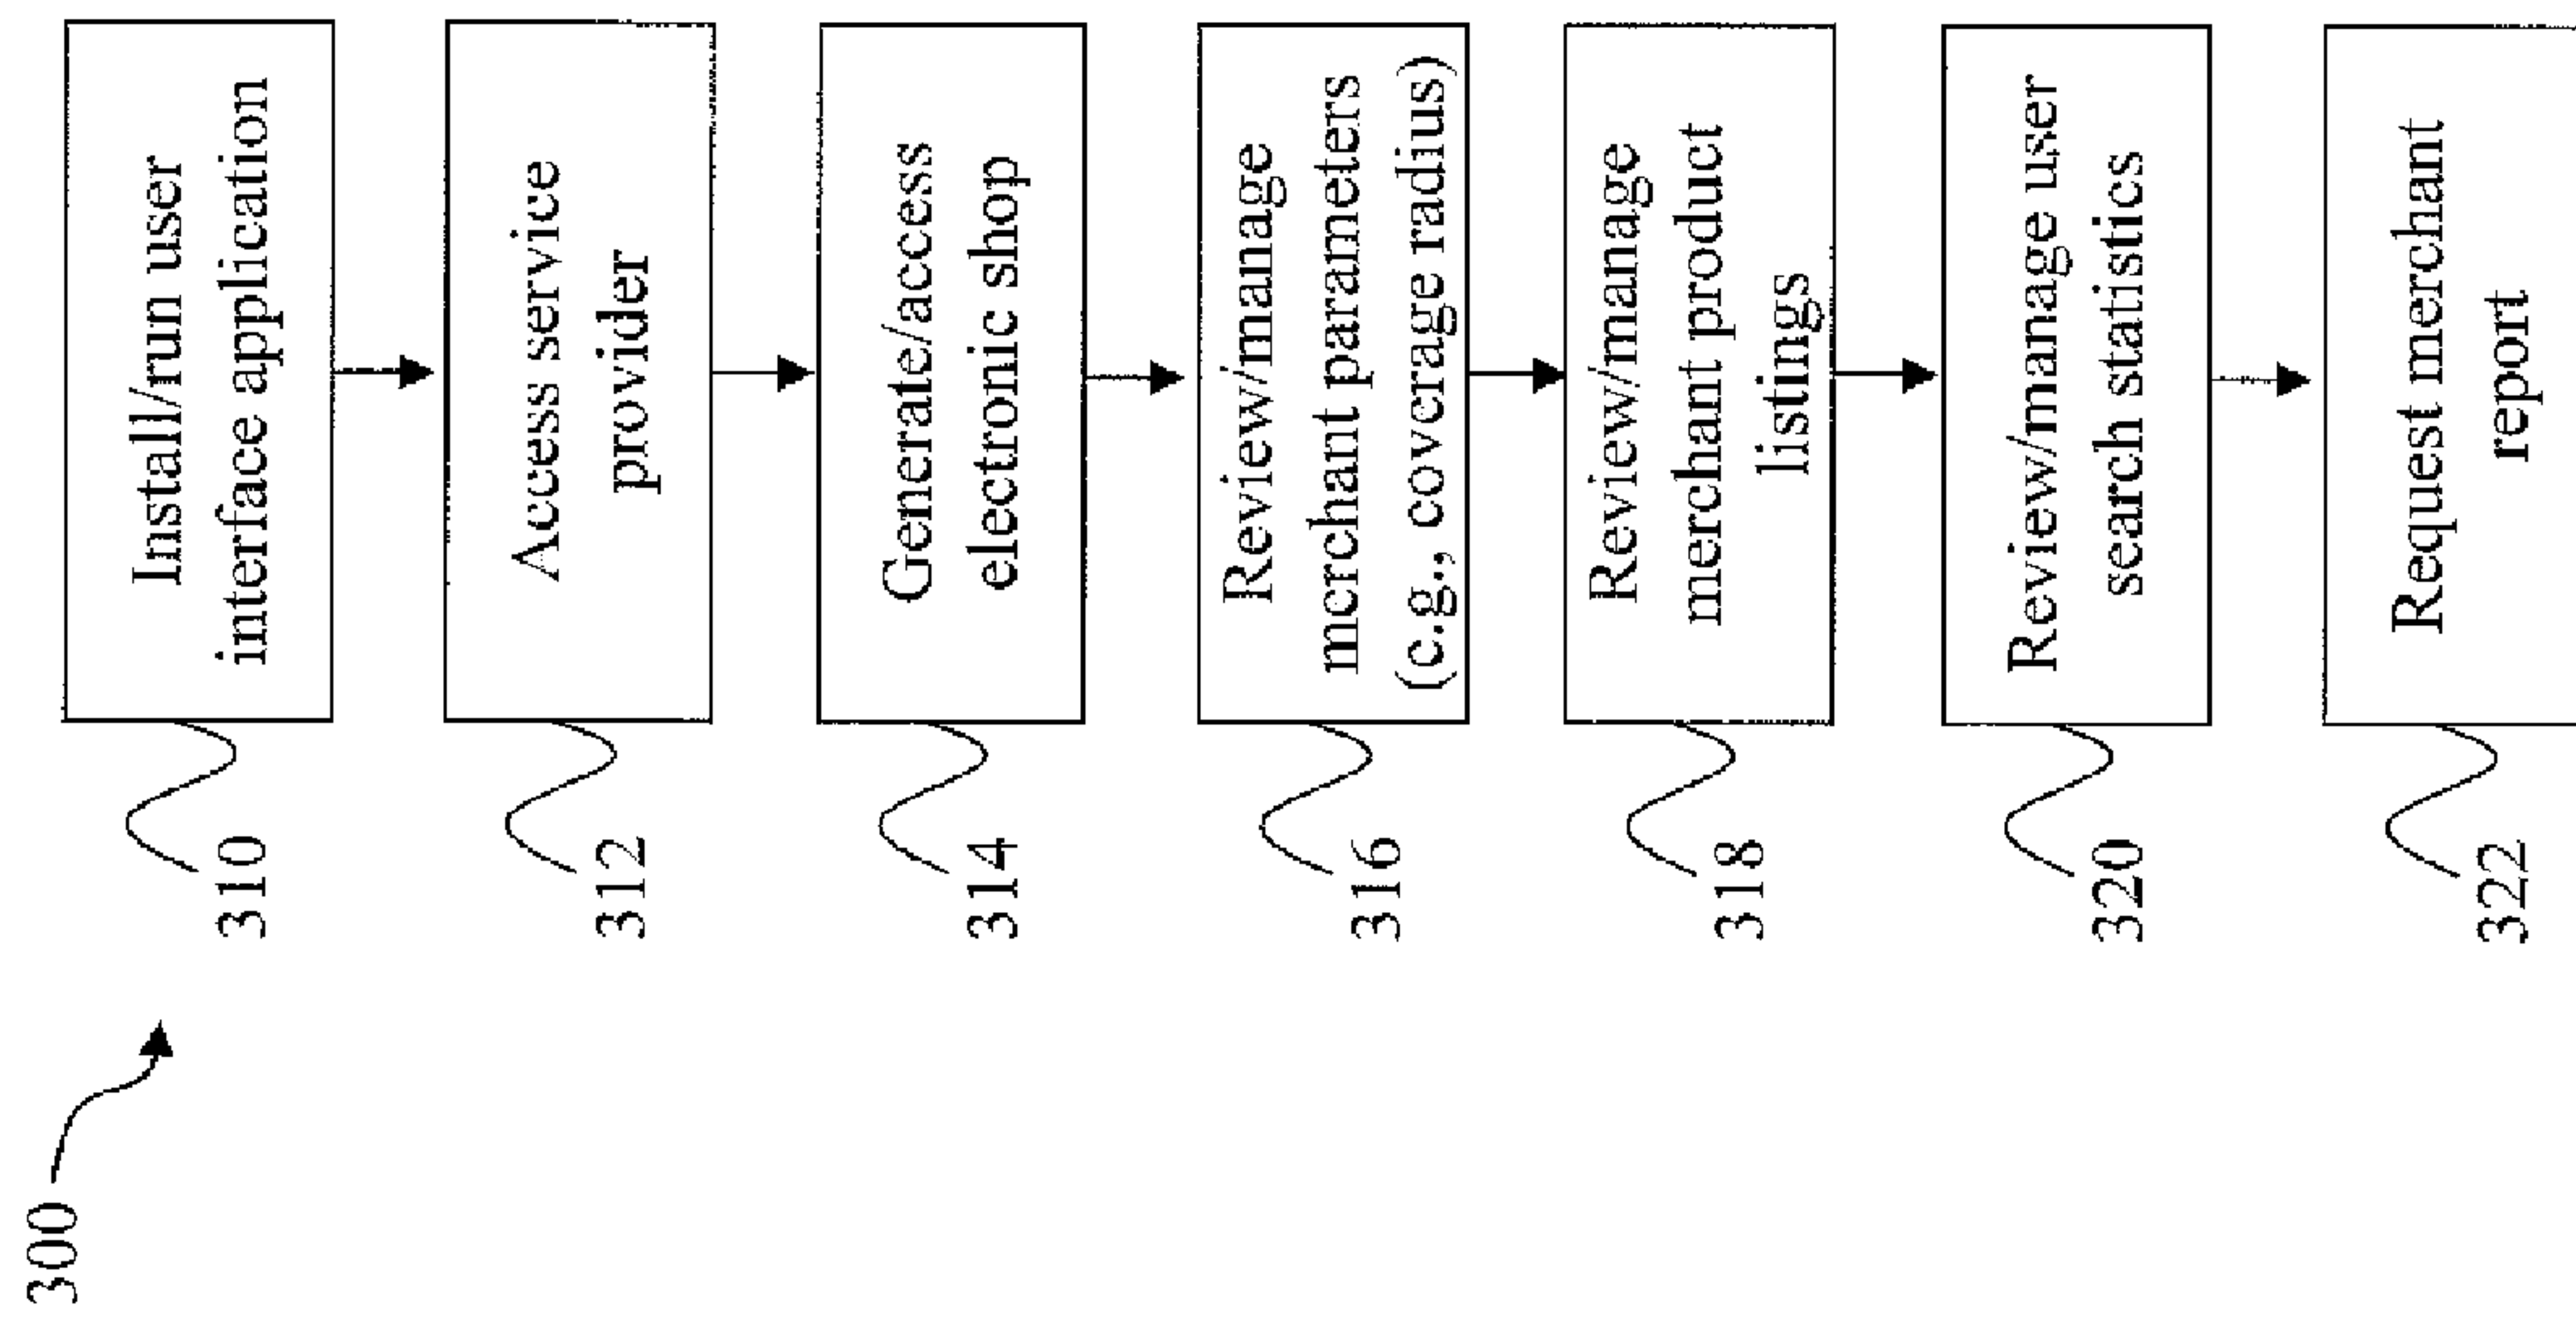 300
310
Install/run user
interface application
312
Access service
provider
314
Generate/access
electronic shop
316
Review/manage
merchant parameters
(e.g., coverage radius)
318
Review/manage
merchant product
listings
320
Review/manage user
search statistics
322
Request merchant
report